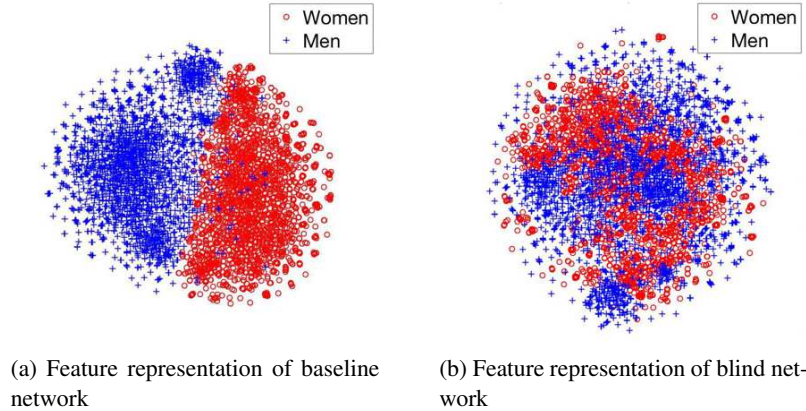 Women
Men
Women
Men
(a) Feature representation of baseline
network
(b) Feature representation of blind net-
work